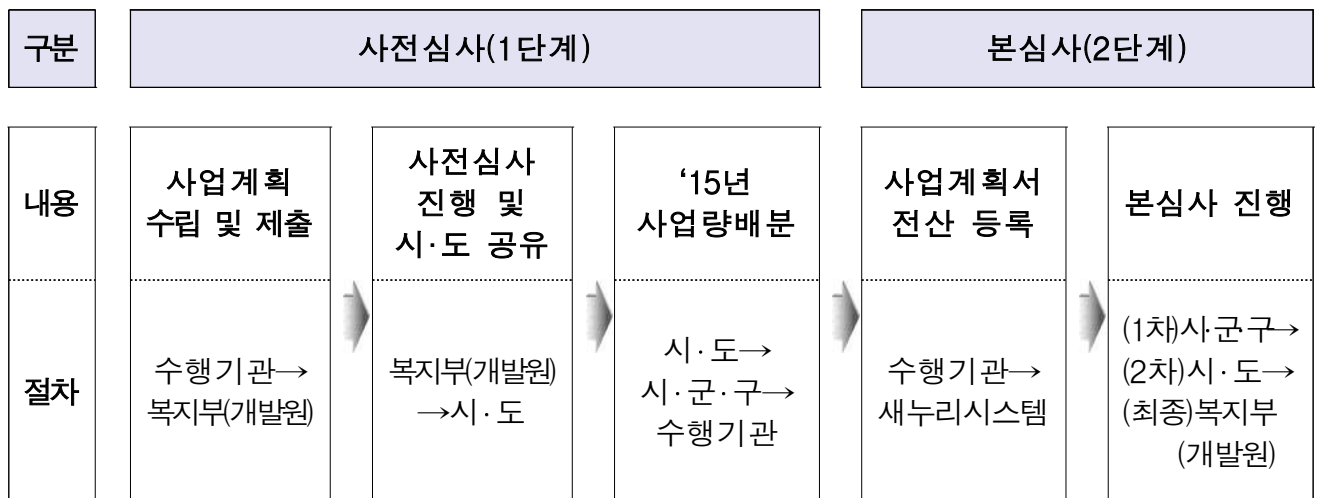 구분
사전심사(1단계)
본심사(2단계)
내용
사업계획
수립 및 제출
사전심사
진행 및
시·도 공유
‘15년
사업량배분
사업계획서
전산 등록
본심사 진행
절차
수행기관→
복지부(개발원)
복지부(개발원)
→시·도
시·도→
시·군·구→
수행기관
수행기관→
새누리시스템
(1차)시·군·구→
(2차)시·도→
(최종)복지부
(개발원)